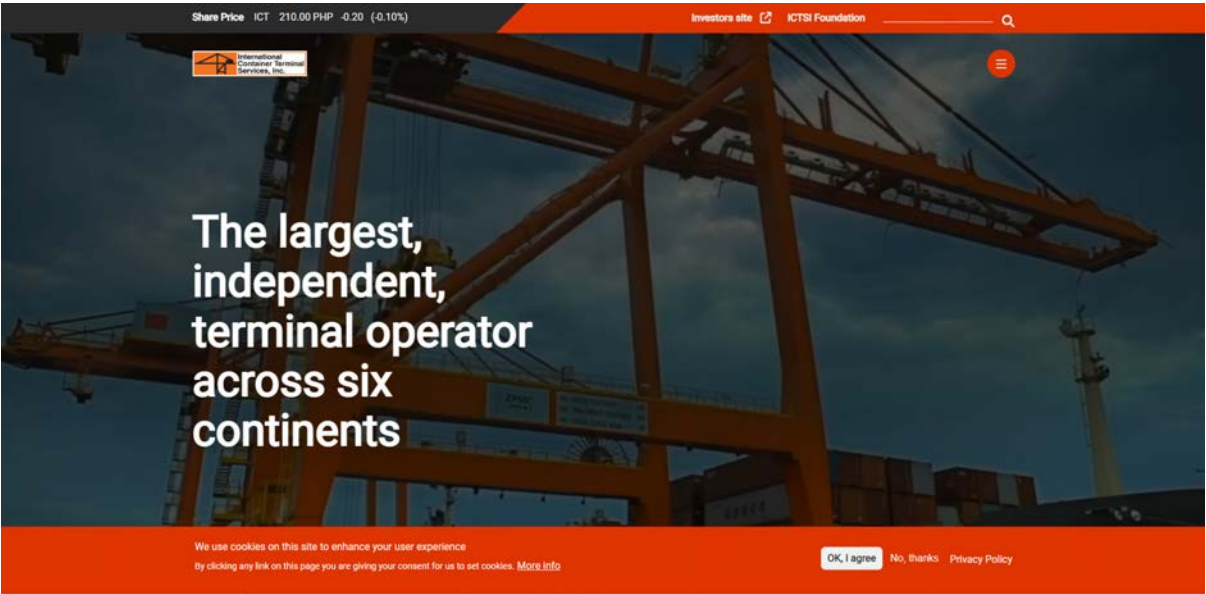 Share Price ICT 210.00 PHP -0.20 (-0.10%)
Investors site ICTSI Foundation
International
Container Terminal
Services, Inc.
The largest,
independent,
terminal operator
across six
continents
ZPMC
We use cookies on this site to enhance your user experience
By clicking any link on this page you are giving your consent for us to set cookies. More info
OK, I agree No, thanks Privacy Policy